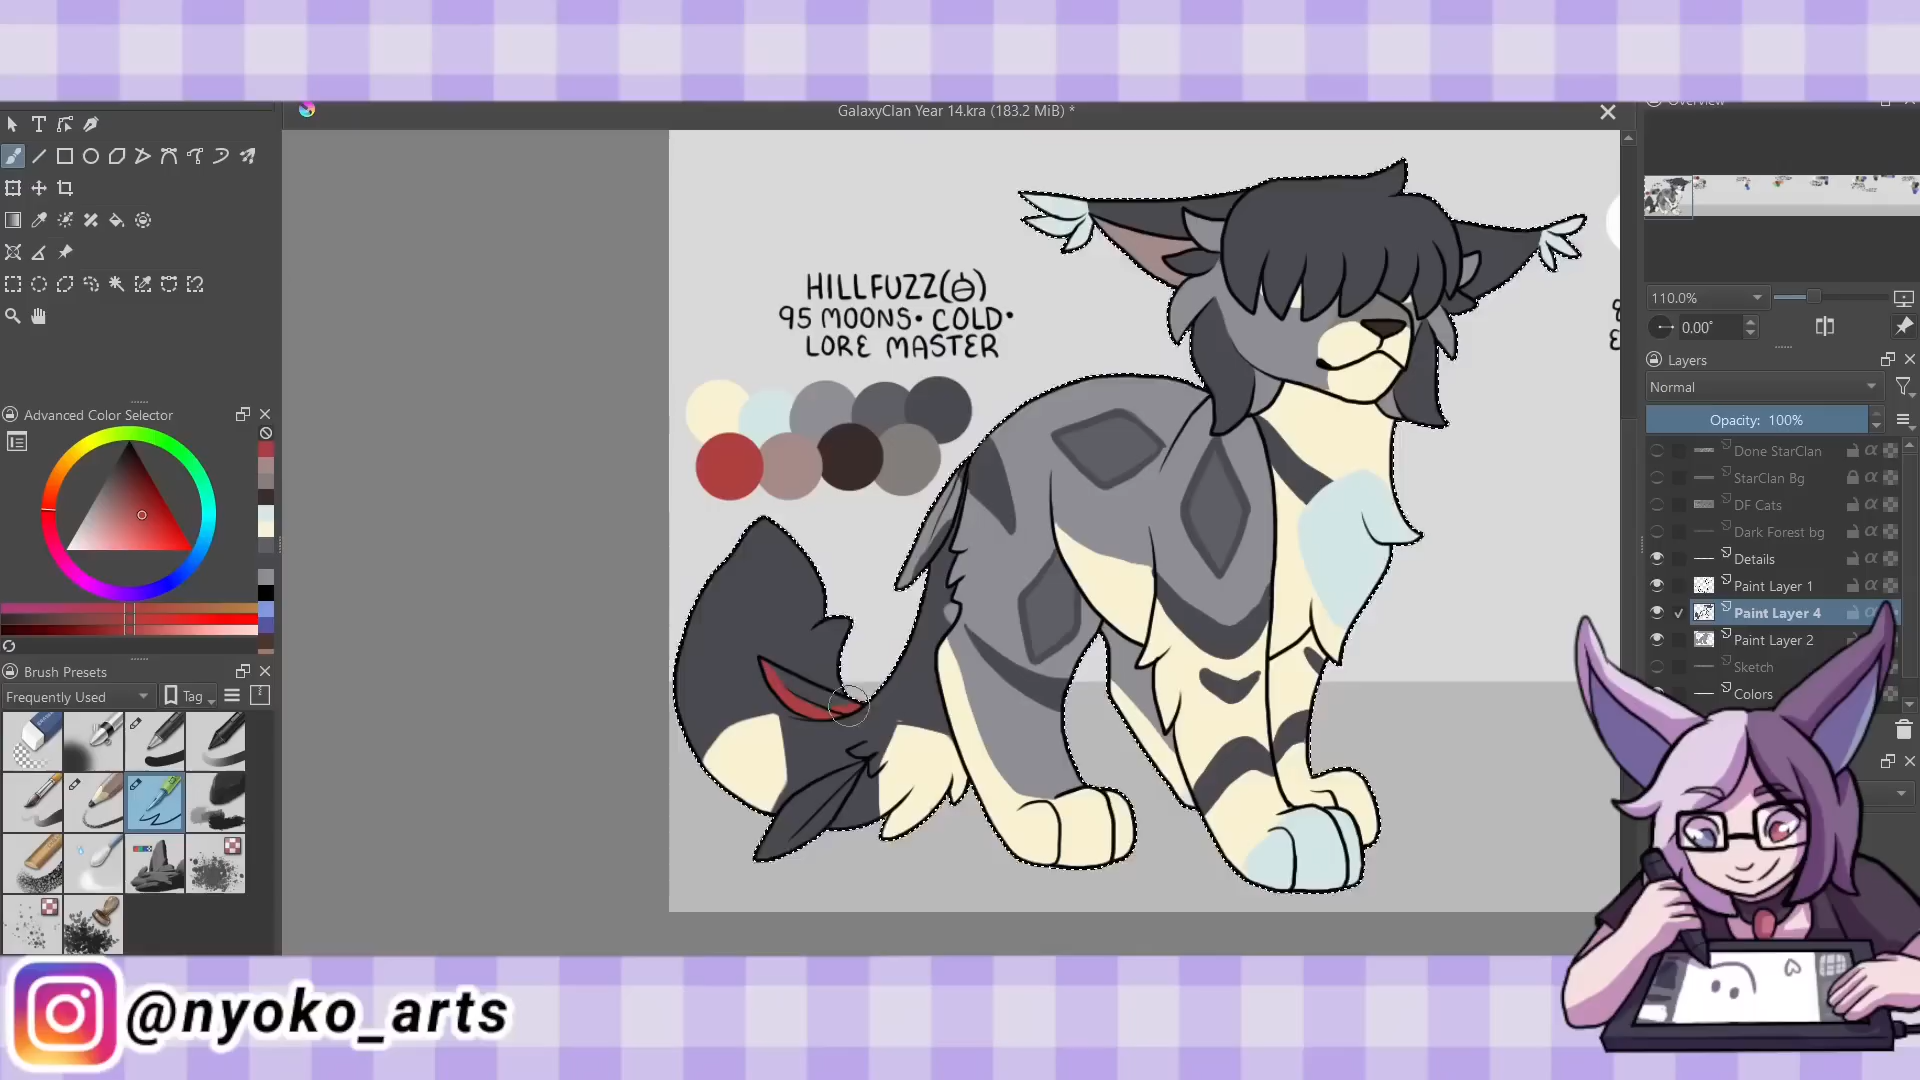 GalaxyClan Year 14.kra (183.2 MiB) *
Overview
HILLFUZZ(
)
95 MOONS• COLD•
LORE MASTER
110.0%
0.00°
Layers
Normal
Opacity: 100%
Done StarClan
StarClan Bg
DF Cats
Dark Forest bg
Details
Paint Layer 1
Paint Layer 4
Paint Layer 2
Sketch
Colors
Advanced Color Selector
Brush Presets
Frequently Used
Tag
@nyoko_arts